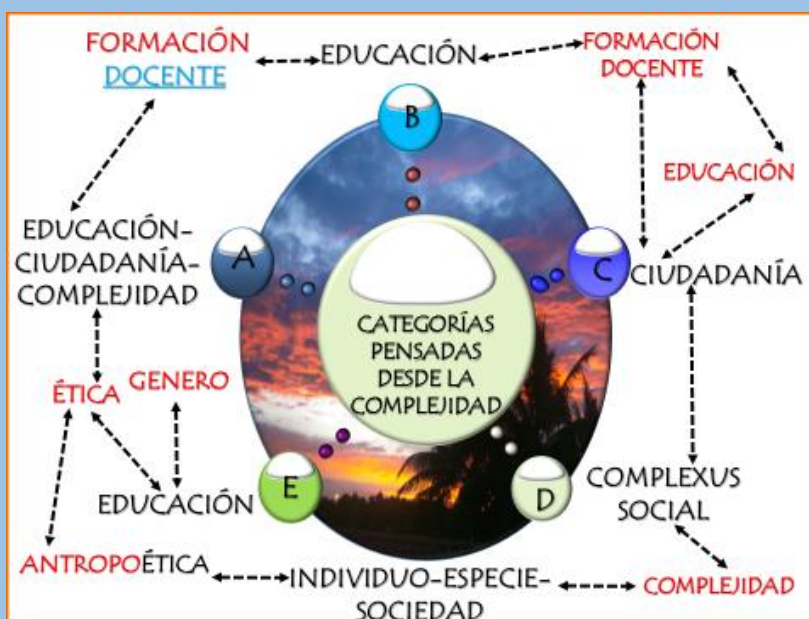 FORMACIÓN
DOCENTE
EDUCACIÓN
FORMACIÓN
DOCENTE
B
EDUCACIÓN
EDUCACIÓN-
CIUDADANÍA-
COMPLEJIDAD
A
C
CIUDADANÍA
CATEGORÍAS
PENSADAS
DESDE LA
COMPLEJIDAD
ÉTICA
GENERO
EDUCACIÓN
E
D
COMPLEXUS
SOCIAL
ANTROPOÉTICA
INDIVIDUO-ESPECIE-
SOCIEDAD
COMPLEJIDAD